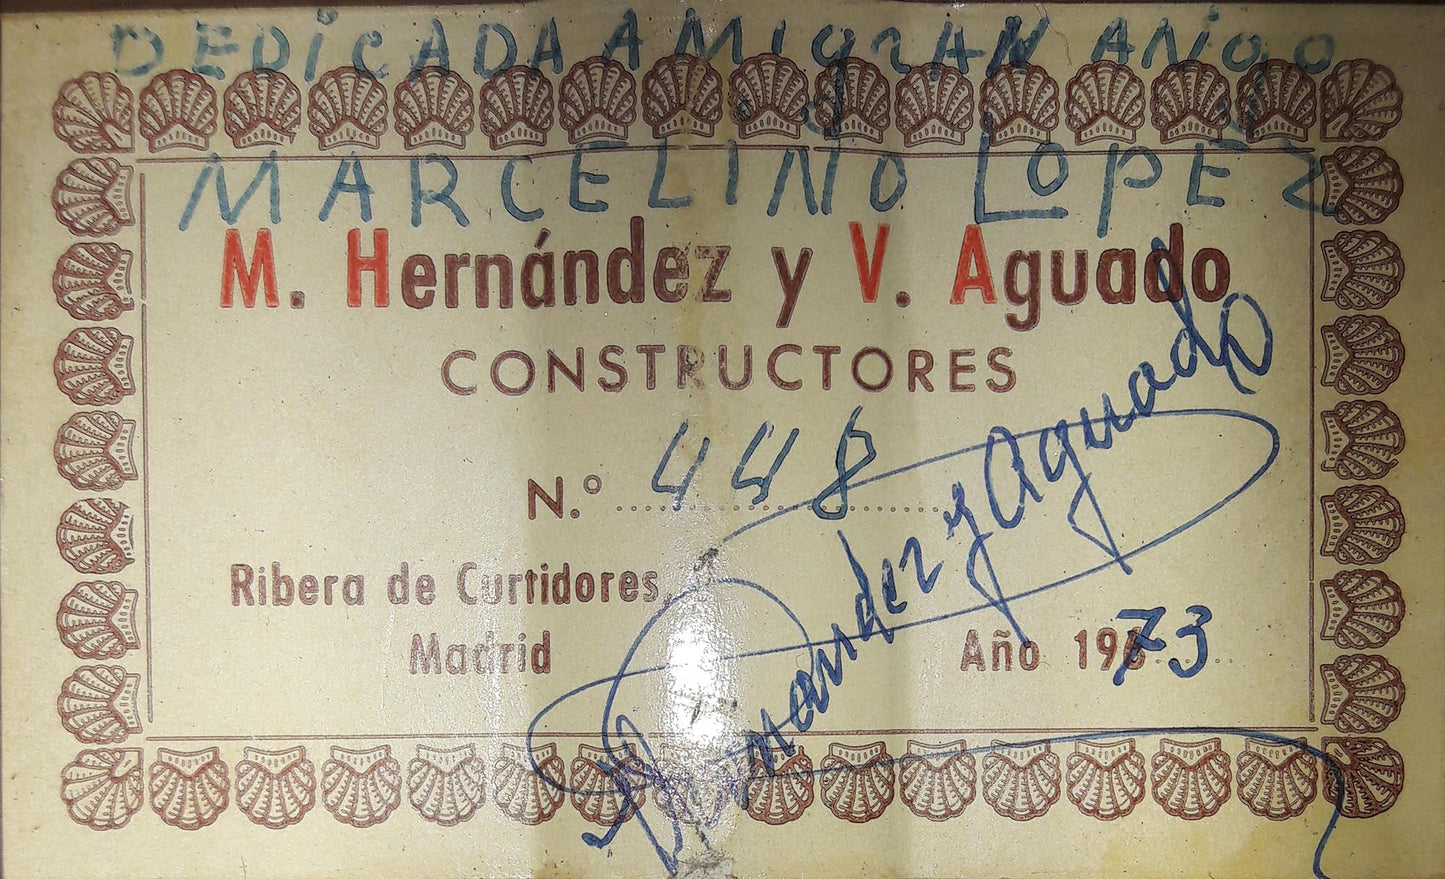 DEDICADA A MI gRAN AMigo
MARCELINO LOPEZ
M. Hernández y V. Aguado
CONSTRUCTORES
N.º 448
Ribera de Curtidores,
Madrid
Año 1973
Hernandez y Aguado